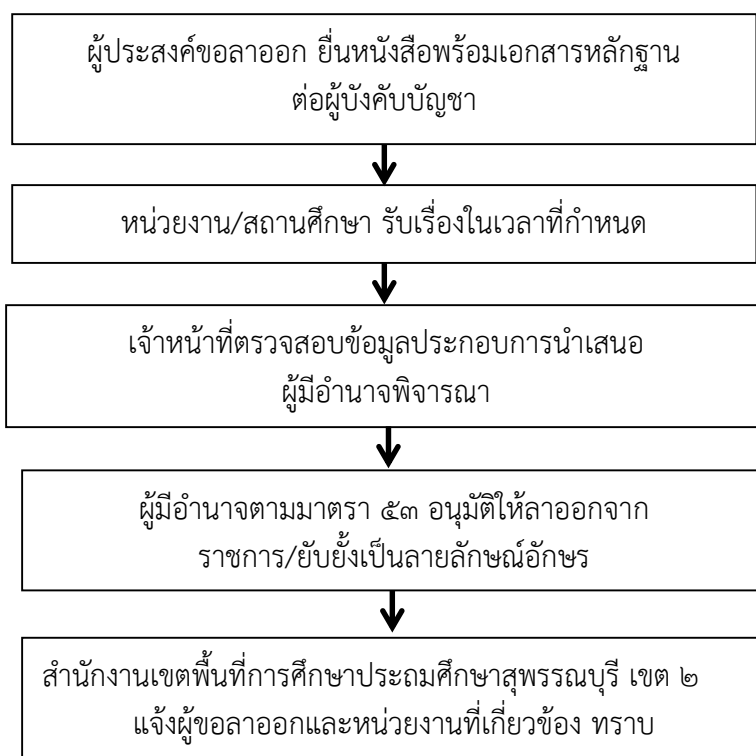 ผู้ประสงค์ขอลาออก ยื่นหนังสือพร้อมเอกสารหลักฐาน
ต่อผู้บังคับบัญชา
หน่วยงาน/สถานศึกษา รับเรื่องในเวลาที่กำหนด
เจ้าหน้าที่ตรวจสอบข้อมูลประกอบการนำเสนอ
ผู้มีอำนาจพิจารณา
ผู้มีอำนาจตามมาตรา ๕๓ อนุมัติให้ลาออกจาก
ราชการ/ยับยั้งเป็นลายลักษณ์อักษร
สำนักงานเขตพื้นที่การศึกษาประถมศึกษาสุพรรณบุรี เขต ๒
แจ้งผู้ขอลาออกและหน่วยงานที่เกี่ยวข้อง ทราบ